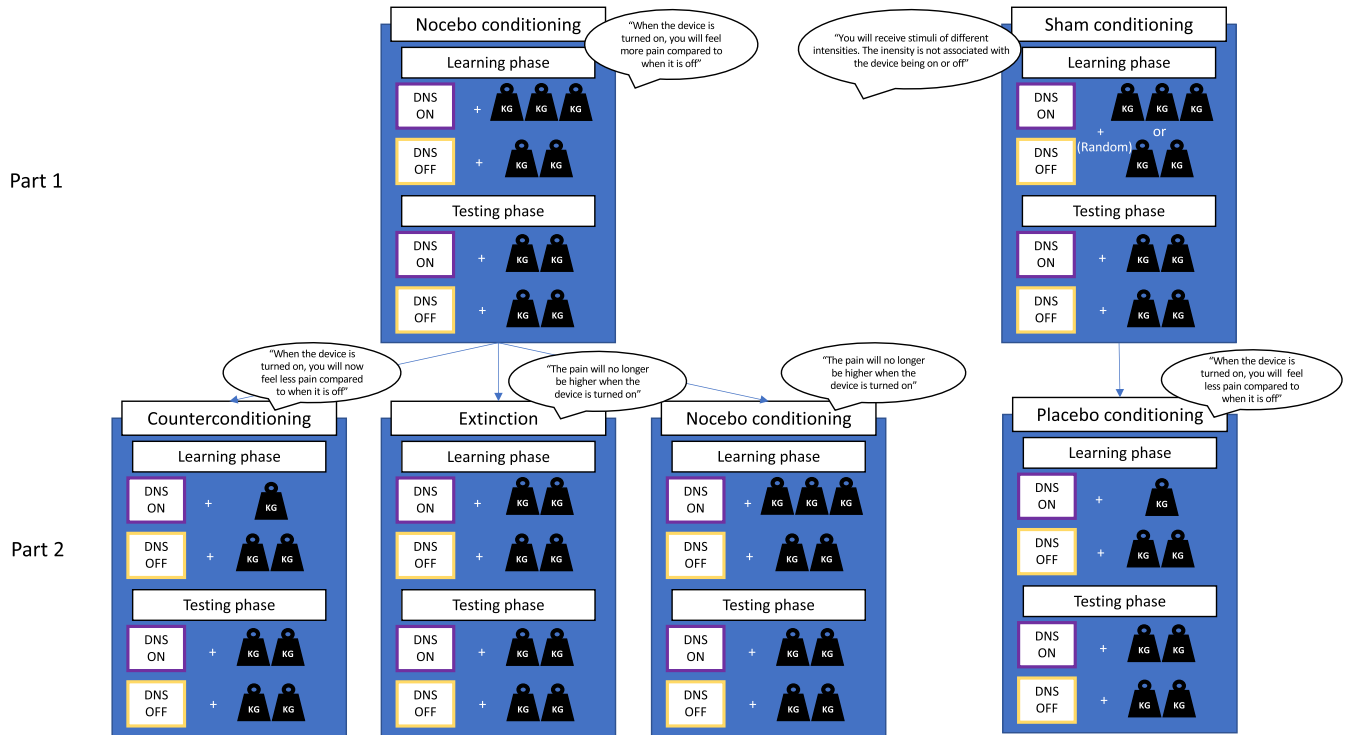 Part 1
Nocebo conditioning
“When the device is
turned on, you will feel
more pain compared to
when it is off”
Learning phase
DNS
ON
+
KG KG KG
DNS
OFF
+
KG KG
Testing phase
DNS
ON
+
KG KG
DNS
OFF
+
KG KG
Sham conditioning
“You will receive stimuli of different
intensities. The inensity is not associated with
the device being on or off”
Learning phase
DNS
ON
KG KG KG
+
(Random)
or
DNS
OFF
KG KG
Testing phase
DNS
ON
+
KG KG
DNS
OFF
+
KG KG
Part 2
“When the device is
turned on, you will now
feel less pain compared
to when it is off”
Counterconditioning
Learning phase
DNS
ON
+
KG
DNS
OFF
+
KG KG
Testing phase
DNS
ON
+
KG KG
DNS
OFF
+
KG KG
“The pain will no longer
be higher when the
device is turned on”
Extinction
Learning phase
DNS
ON
+
KG KG
DNS
OFF
+
KG KG
Testing phase
DNS
ON
+
KG KG
DNS
OFF
+
KG KG
“The pain will no longer
be higher when the
device is turned on”
Nocebo conditioning
Learning phase
DNS
ON
+
KG KG KG
DNS
OFF
+
KG KG
Testing phase
DNS
ON
+
KG KG
DNS
OFF
+
KG KG
“When the device is
turned on, you will  feel
less pain compared to
when it is off”
Placebo conditioning
Learning phase
DNS
ON
+
KG
DNS
OFF
+
KG KG
Testing phase
DNS
ON
+
KG KG
DNS
OFF
+
KG KG